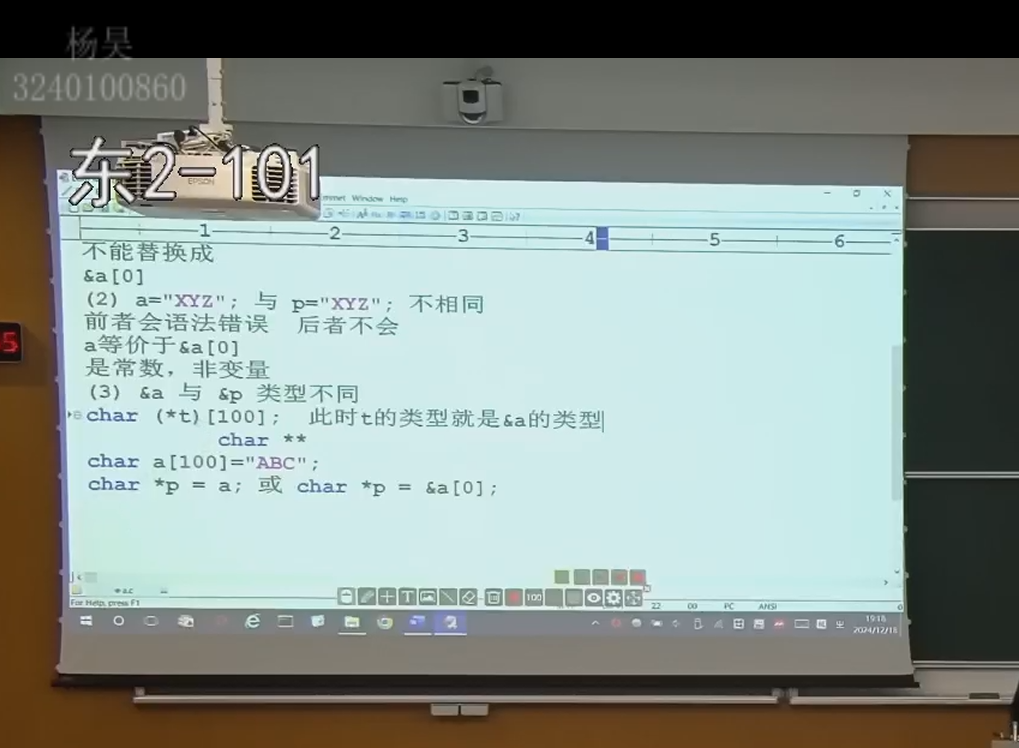 杨昊
3240100860
东2-101
EPSON
Window Help
1 2 3 4 5 6
不能替换成
&a[0]
(2) a="XYZ"; 与 p="XYZ"; 不相同
前者会语法错误 后者不会
a等价于&a[0]
是常数，非变量
(3) &a 与 &p 类型不同
char (*t)[100]; 此时t的类型就是&a的类型
char **
char a[100]="ABC";
char *p = a; 或 char *p = &a[0];
5
100
For Help, press F1
22 00 PC ANSI
19:18
2024/12/18